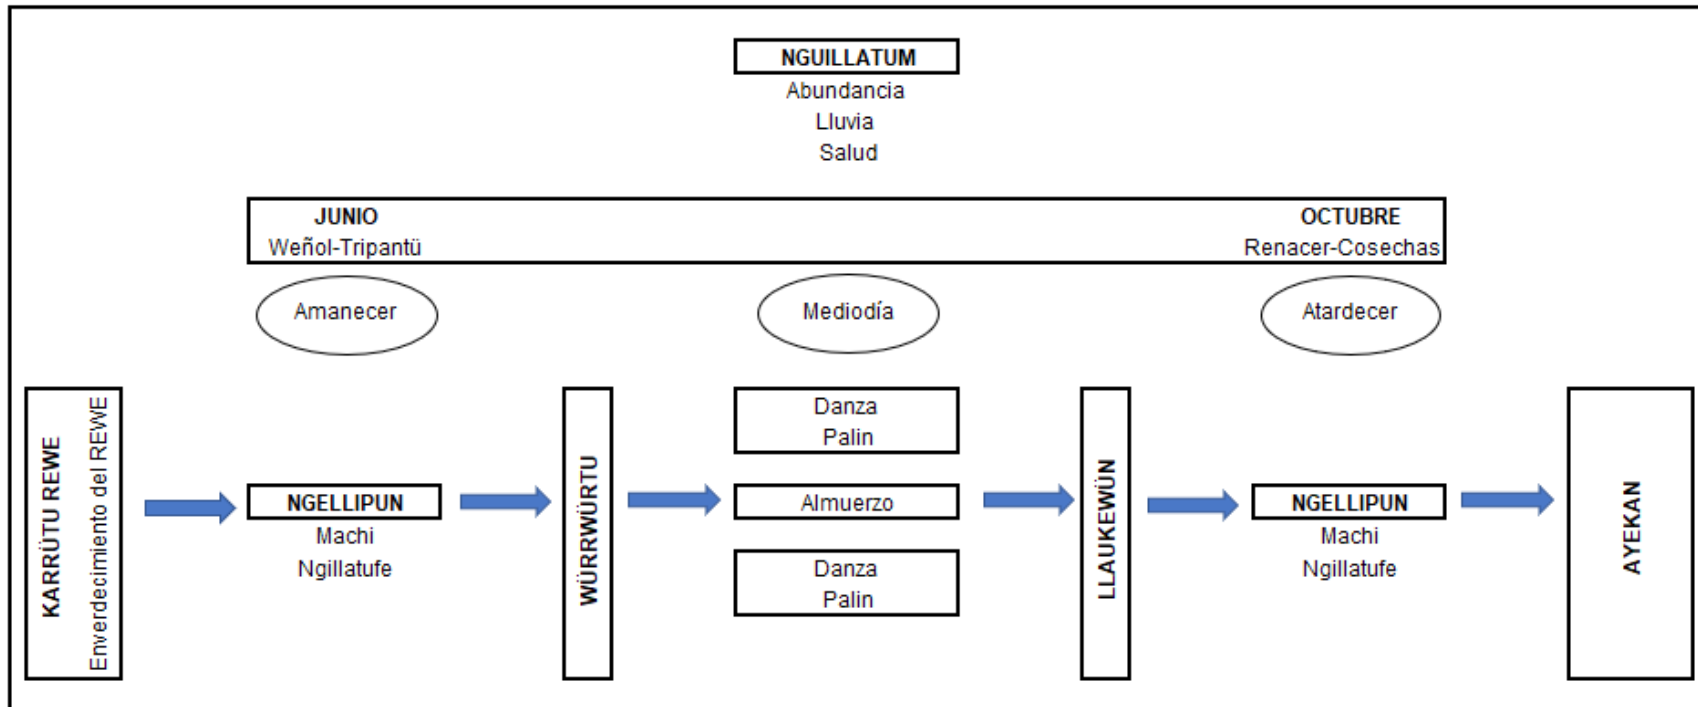 NGUILLATUM
Abundancia
Lluvia
Salud
JUNIO
Weñol-Tripantü
OCTUBRE
Renacer-Cosechas
Amanecer
Mediodía
Atardecer
KARRÜTU REWE
Enverdecimiento del REWE
NGELLIPUN
Machi
Ngillatufe
WÜRRWÜRTU
Danza
Palin
Almuerzo
Danza
Palin
LLAUKEWÜN
NGELLIPUN
Machi
Ngillatufe
AYEKAN